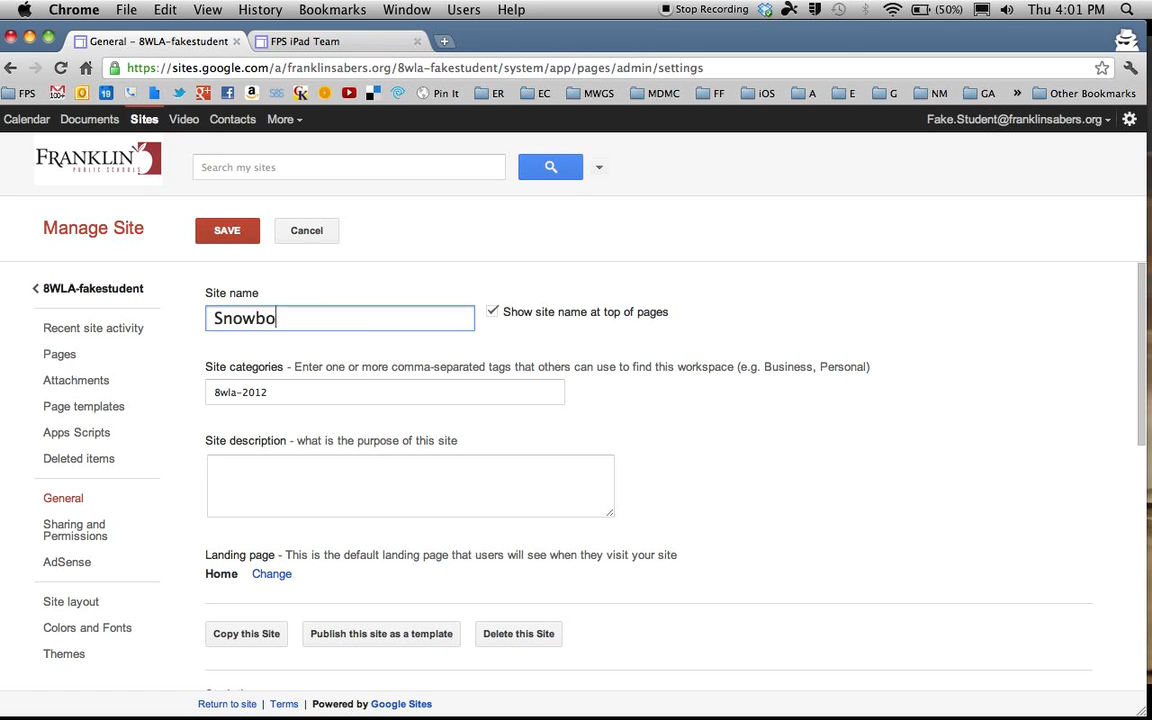 Chrome File Edit View History Bookmarks Window Users Help Stop Recording (50%) Thu 4:01 PM
General - 8WLA-fakestudent FPS iPad Team
https://sites.google.com/a/franklinsabers.org/8wla-fakestudent/system/app/pages/admin/settings
FPS Pin It ER EC MWGS MDMC FF iOS A E G NM GA » Other Bookmarks
Calendar Documents Sites Video Contacts More Fake.Student@franklinsabers.org
FRANKLIN
PUBLIC SCHOOLS
Search my sites
Manage Site SAVE Cancel
8WLA-fakestudent
Recent site activity
Pages
Attachments
Page templates
Apps Scripts
Deleted items
General
Sharing and
Permissions
AdSense
Site layout
Colors and Fonts
Themes
Site name
Snowbo
Show site name at top of pages
Site categories - Enter one or more comma-separated tags that others can use to find this workspace (e.g. Business, Personal)
8wla-2012
Site description - what is the purpose of this site
Landing page - This is the default landing page that users will see when they visit your site
Home Change
Copy this Site Publish this site as a template Delete this Site
Return to site | Terms | Powered by Google Sites